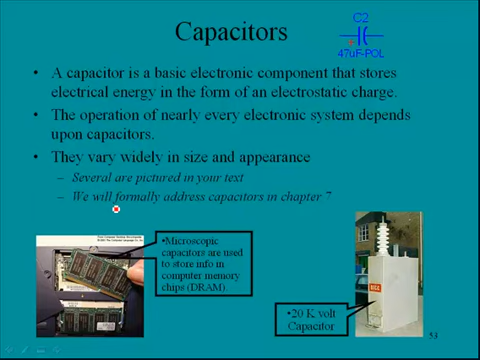 Capacitors
C2
47uF-POL
• A capacitor is a basic electronic component that stores
electrical energy in the form of an electrostatic charge.
• The operation of nearly every electronic system depends
upon capacitors.
• They vary widely in size and appearance
– Several are pictured in your text
– We will formally address capacitors in chapter 7
•Microscopic
capacitors are used
to store info in
computer memory
chips (DRAM).
•20 K volt
Capacitor
53